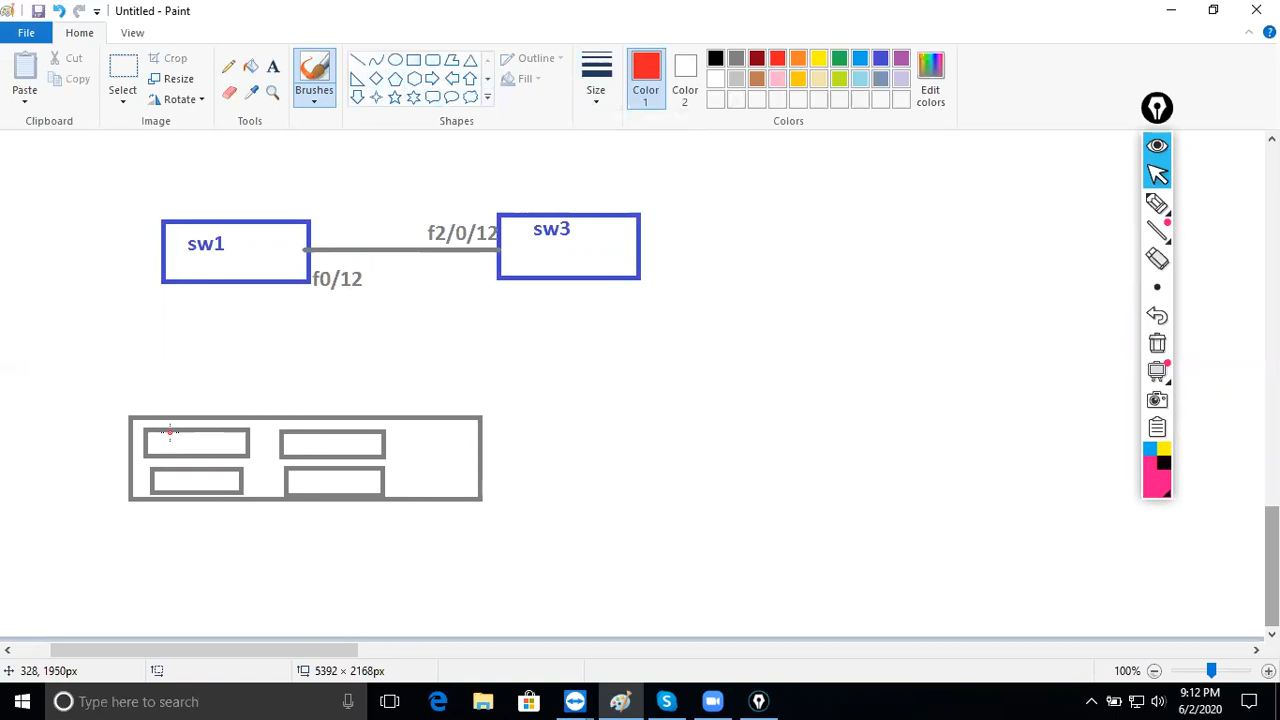 Untitled - Paint
File Home View
Paste
Cut
Copy
Clipboard
Select
Crop
Resize
Rotate
Image
A
Tools
Brushes
Outline
Fill
Shapes
Size
Color 1
Color 2
Edit colors
Colors
sw1
f0/12
f2/0/12
sw3
328, 1950px
5392 × 2168px
100%
Type here to search
9:12 PM
6/2/2020